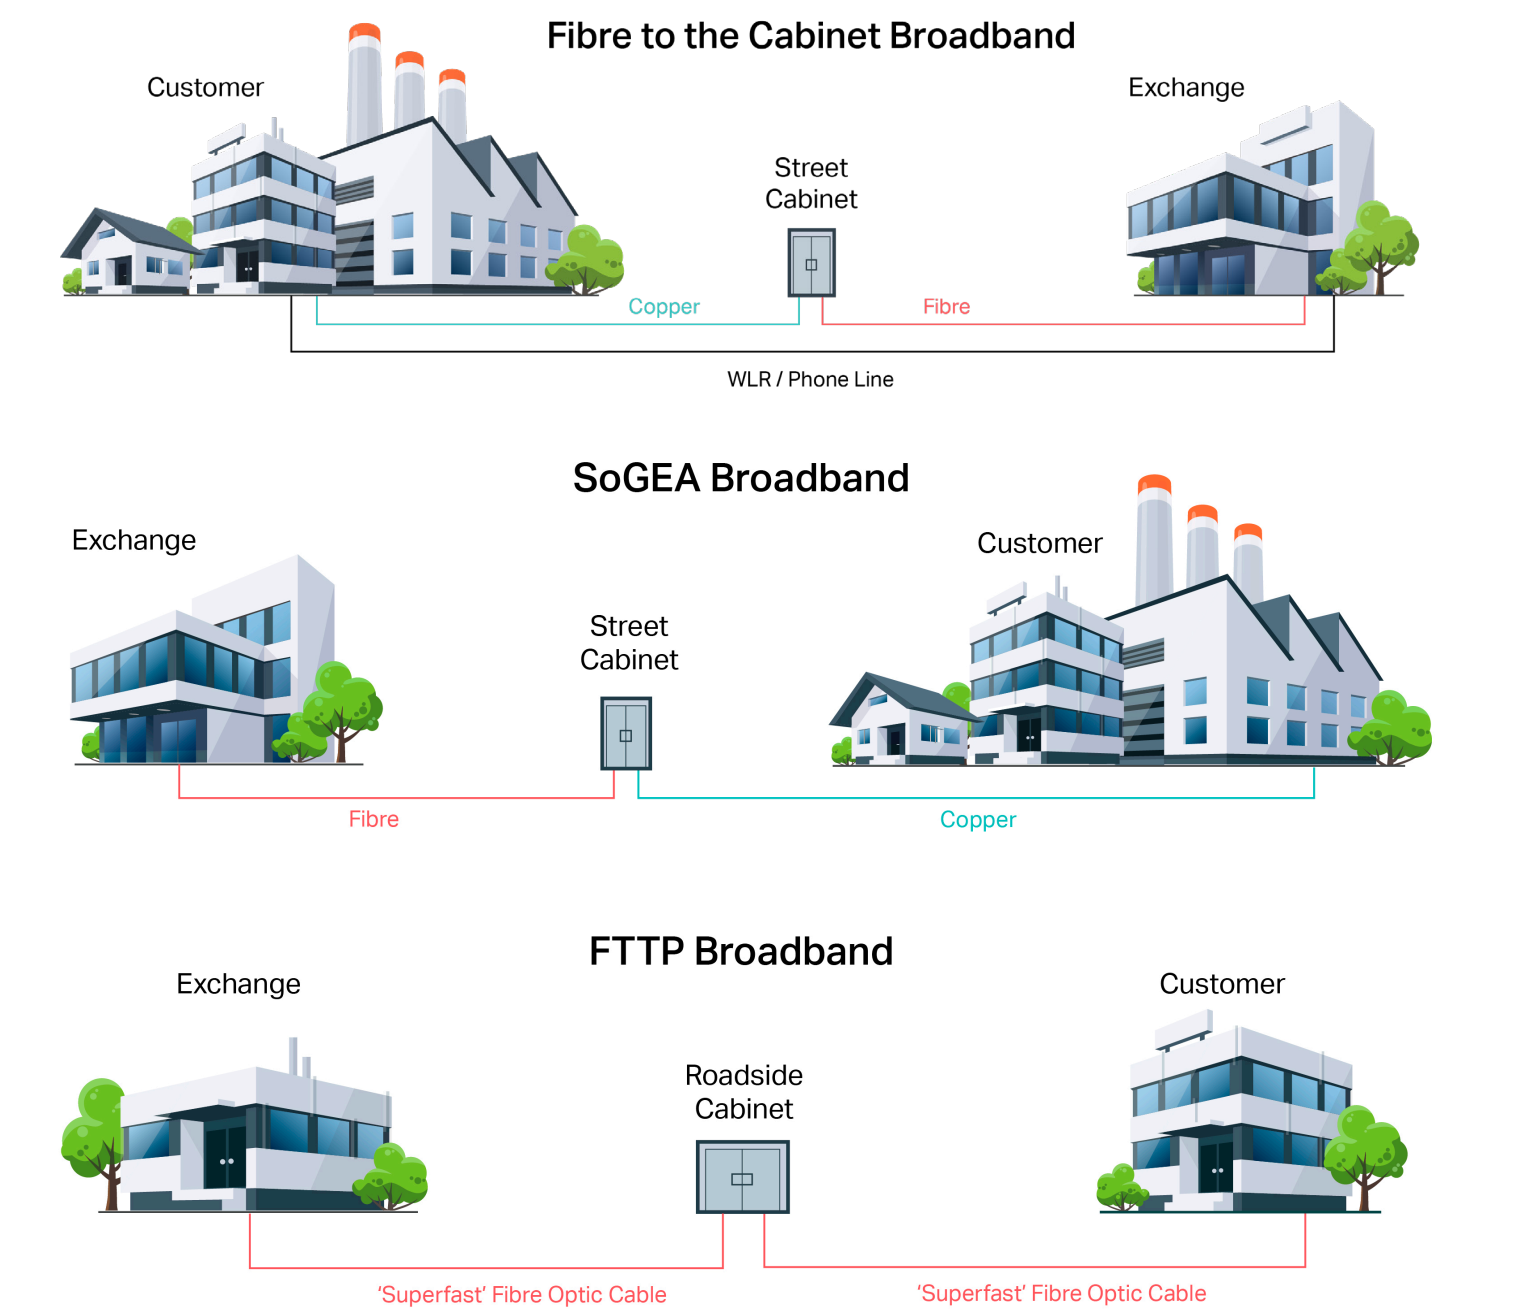 Fibre to the Cabinet Broadband
Customer
Exchange
Street
Cabinet
Copper
Fibre
WLR / Phone Line
SoGEA Broadband
Exchange
Customer
Street
Cabinet
Fibre
Copper
FTTP Broadband
Exchange
Customer
Roadside
Cabinet
‘Superfast’ Fibre Optic Cable
‘Superfast’ Fibre Optic Cable